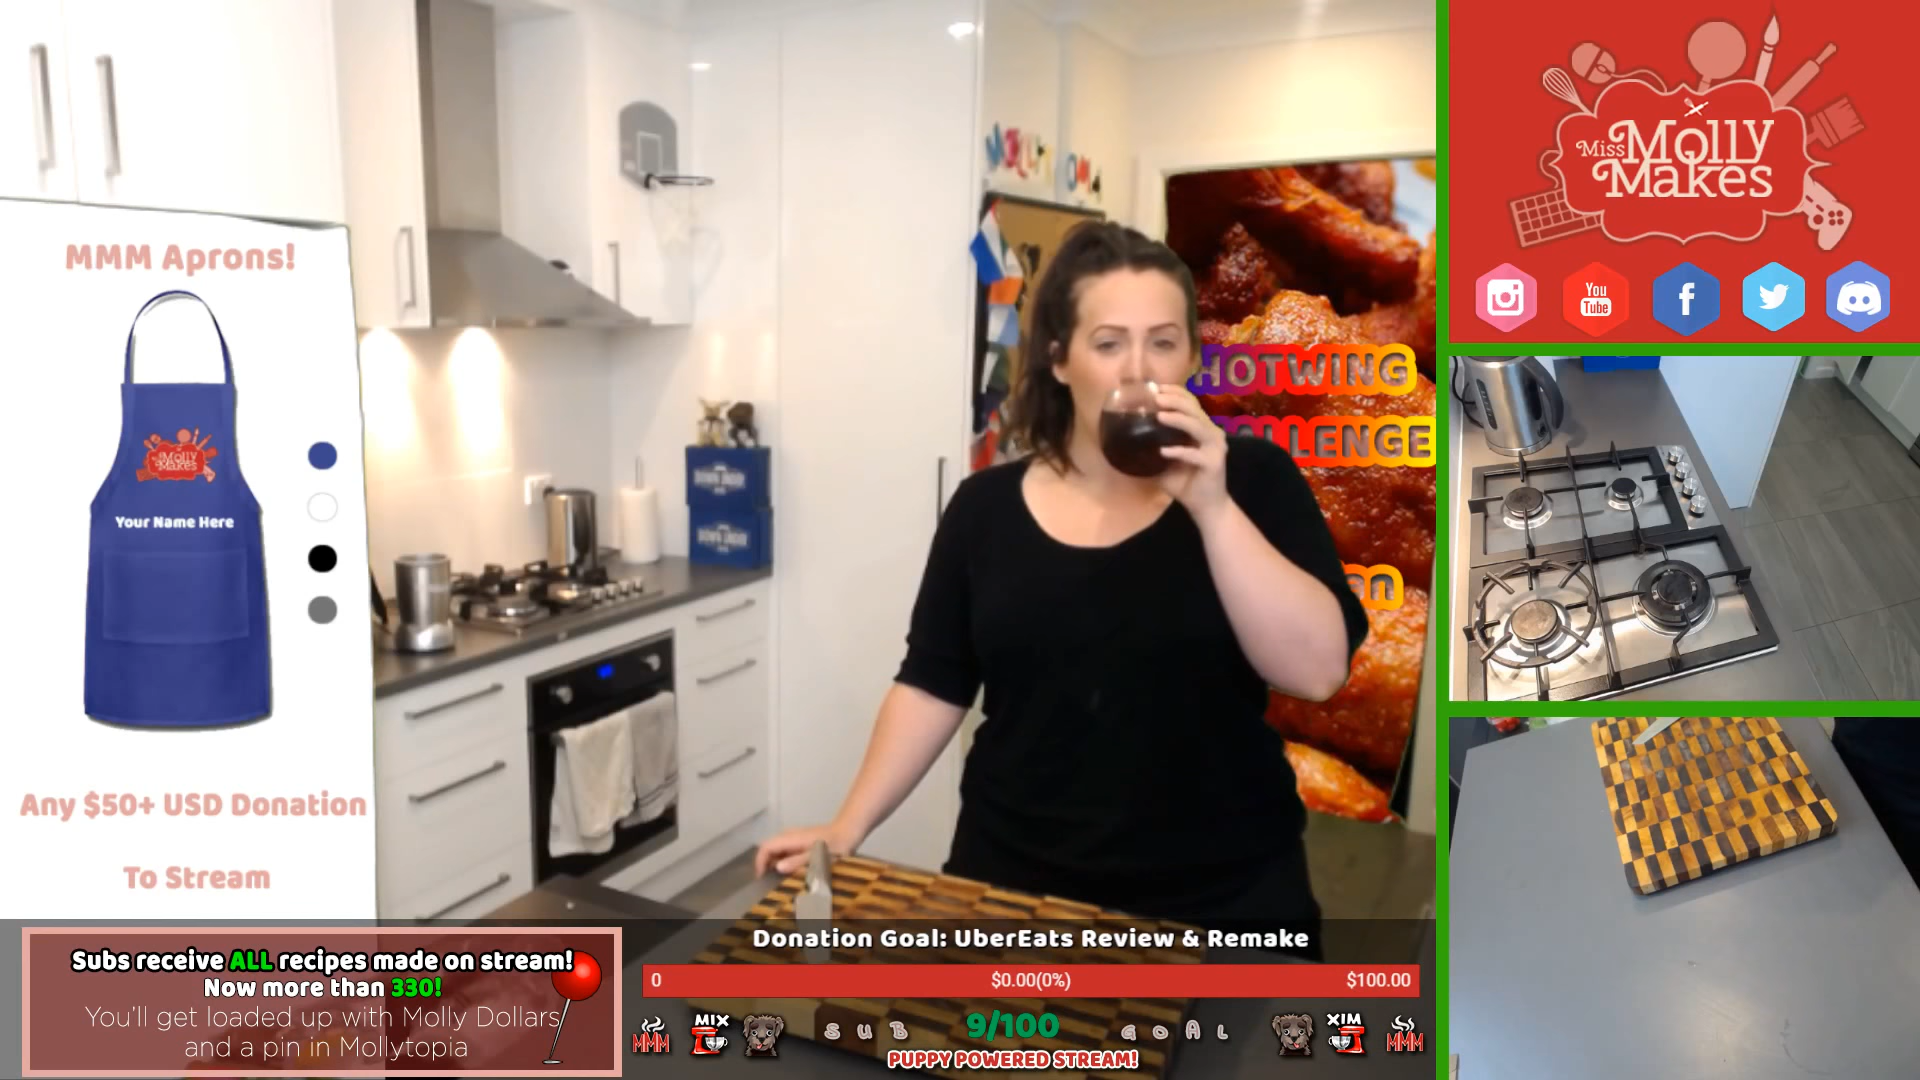 MMM Aprons!
Molly
Makes
Your Name Here
Any $50+ USD Donation
To Stream
HOTWING
Miss Molly
Makes
You
Tube
Subs receive ALL recipes made on stream!
Now more than 330!
You'll get loaded up with Molly Dollars
and a pin in Mollytopia
Donation Goal: UberEats Review & Remake
0 $0.00(0%) $100.00
MMM MIX SUB 9/100 GOAL XIM MMM
PUPPY POWERED STREAM!